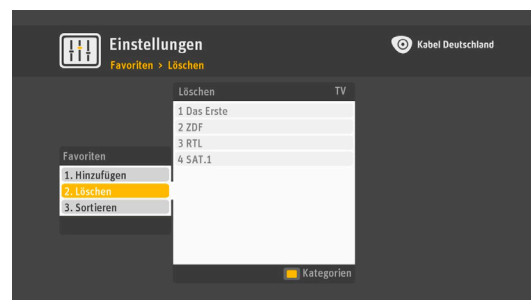 Einstellungen
Favoriten > Löschen
Kabel Deutschland
Löschen TV
1 Das Erste
2 ZDF
3 RTL
4 SAT.1
Favoriten
1. Hinzufügen
2. Löschen
3. Sortieren
Kategorien